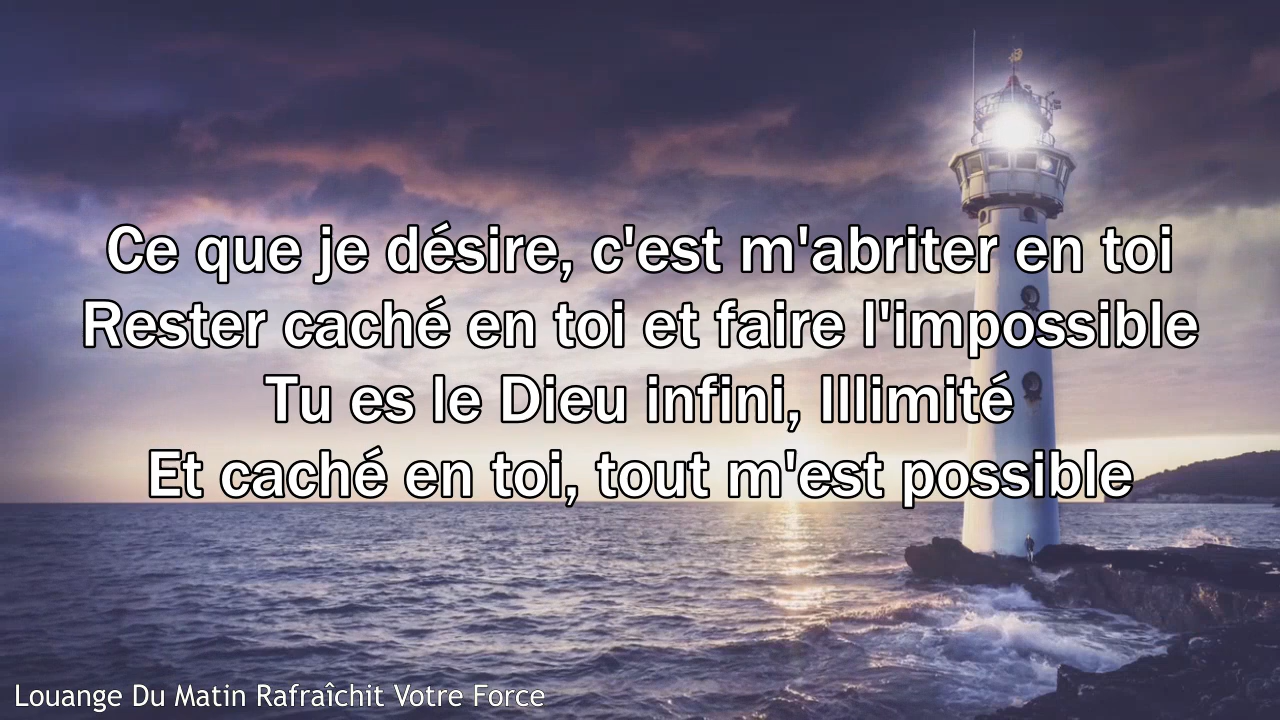 Ce que je désire, c'est m'abriter en toi
Rester caché en toi et faire l'impossible
Tu es le Dieu infini, Illimité
Et caché en toi, tout m'est possible
Louange Du Matin Rafraîchit Votre Force